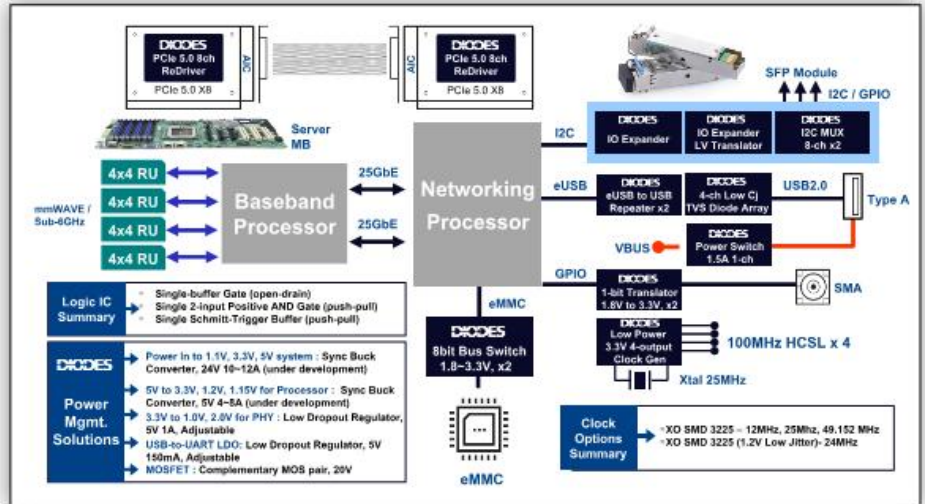 DIODES
PCIe 5.0 8ch
ReDriver
PCIe 5.0 X8
AIC
AIC
DIODES
PCIe 5.0 8ch
ReDriver
PCIe 5.0 X8
SFP Module
I2C / GPIO
Server
MB
I2C
DIODES
IO Expander
DIODES
IO Expander
LV Translator
DIODES
I2C MUX
8-ch x2
4x4 RU
4x4 RU
4x4 RU
4x4 RU
mmWAVE /
Sub-6GHz
Baseband
Processor
25GbE
25GbE
Networking
Processor
eUSB
DIODES
eUSB to USB
Repeater x2
DIODES
4-ch Low Cj
TVS Diode Array
USB2.0
Type A
VBUS
DIODES
Power Switch
1.5A 1-ch
GPIO
DIODES
1-bit Translator
1.8V to 3.3V, x2
SMA
eMMC
DIODES
8bit Bus Switch
1.8~3.3V, x2
eMMC
DIODES
Low Power
3.3V 4-output
Clock Gen
100MHz HCSL x 4
Xtal 25MHz
Logic IC
Summary
Single-buffer Gate (open-drain)
Single 2-input Positive AND Gate (push-pull)
Single Schmitt-Trigger Buffer (push-pull)
DIODES
Power
Mgmt.
Solutions
Power in to 1.1V, 3.3V, 5V system : Sync Buck
Converter, 24V 10~12A (under development)
5V to 3.3V, 1.2V, 1.15V for Processor : Sync Buck
Converter, 5V 4~8A (under development)
3.3V to 1.0V, 2.0V for PHY : Low Dropout Regulator,
5V 1A, Adjustable
USB-to-UART LDO: Low Dropout Regulator, 5V
150mA, Adjustable
MOSFET : Complementary MOS pair, 20V
Clock
Options
Summary
XO SMD 3225 – 12MHz, 25Mhz, 49.152 MHz
XO SMD 3225 (1.2V Low Jitter)- 24MHz